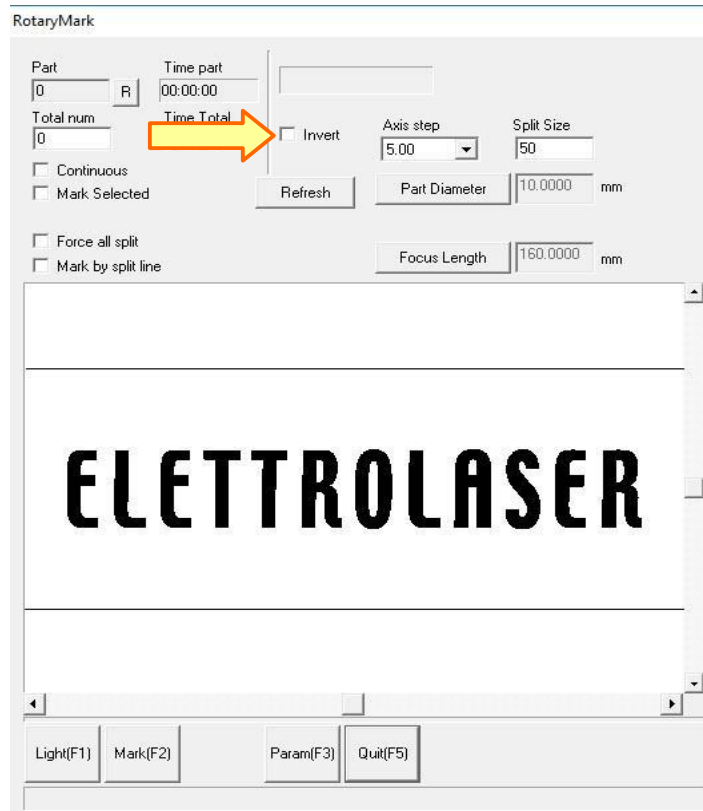 RotaryMark
Part Time part
0 R 00:00:00
Total num Time Total
0
Invert
Axis step Split Size
5.00 50
Continuous
Mark Selected
Refresh
Part Diameter 10.0000 mm
Force all split
Mark by split line
Focus Length 160.0000 mm
ELETTROLASER
Light(F1) Mark(F2) Param(F3) Quit(F5)